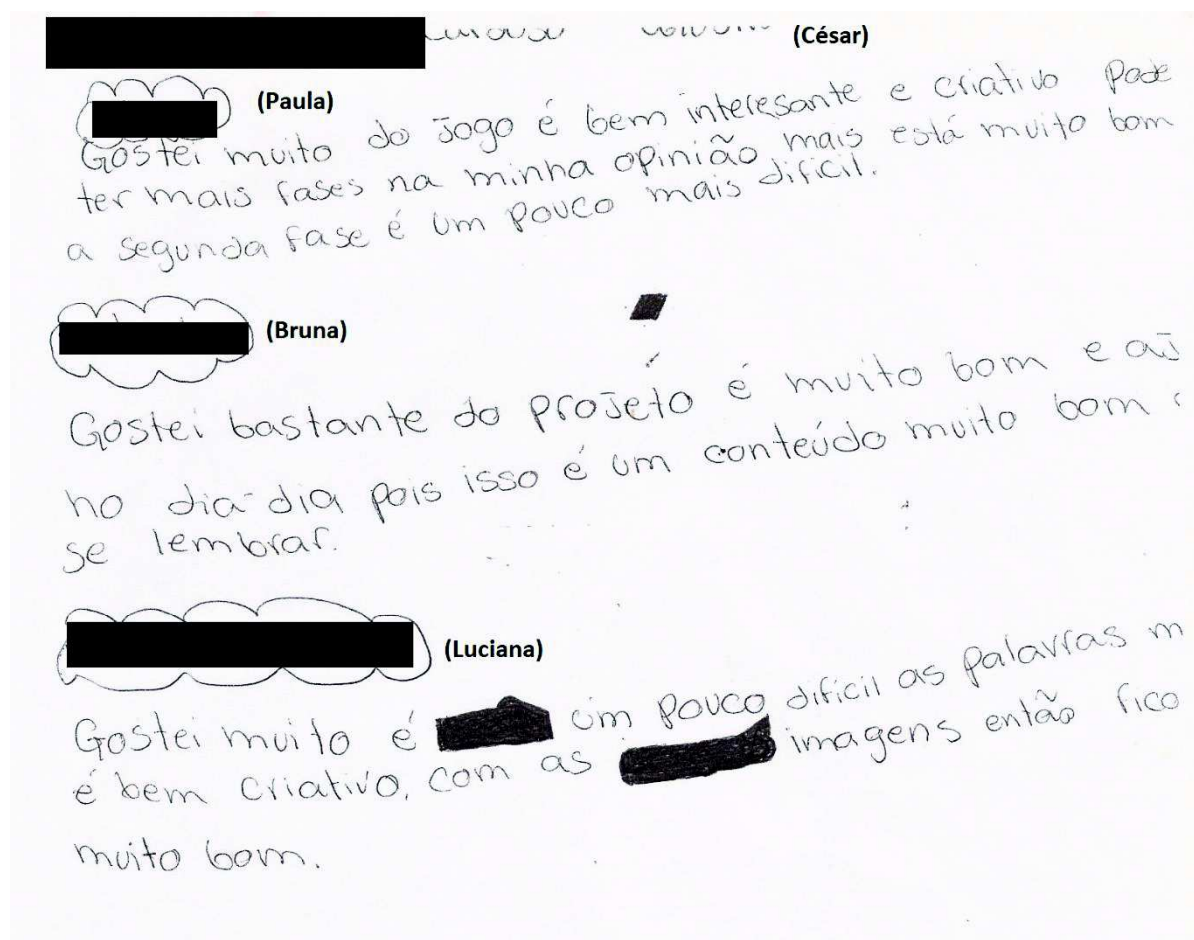 (César)
(Paula)
Gostei muito do Jogo é bem interesante e criativo Pode
ter mais fases na minha opinião mais está muito bom
a segunda fase é um pouco mais dificil.
(Bruna)
Gostei bastante do projeto é muito bom e
no dia-dia pois isso é um conteúdo muito bom
se lembrar.
(Luciana)
Gostei muito é um pouco dificil as palavras
é bem criativo, com as imagens então fico
muito bom.